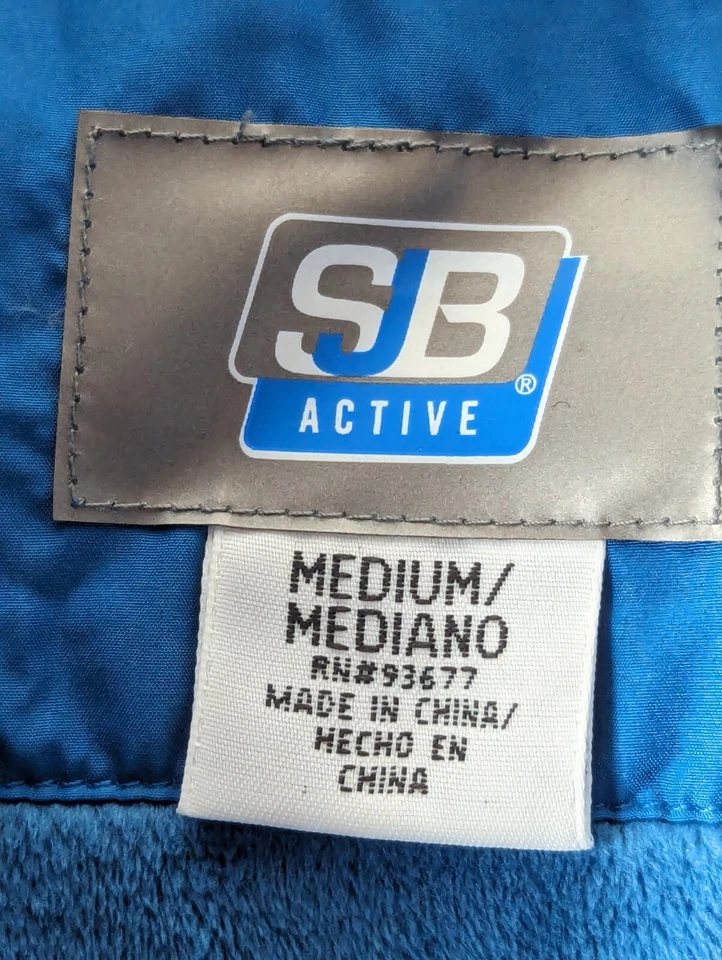 SJB
®
ACTIVE
MEDIUM/
MEDIANO
RN#93677
MADE IN CHINA/
HECHO EN
CHINA